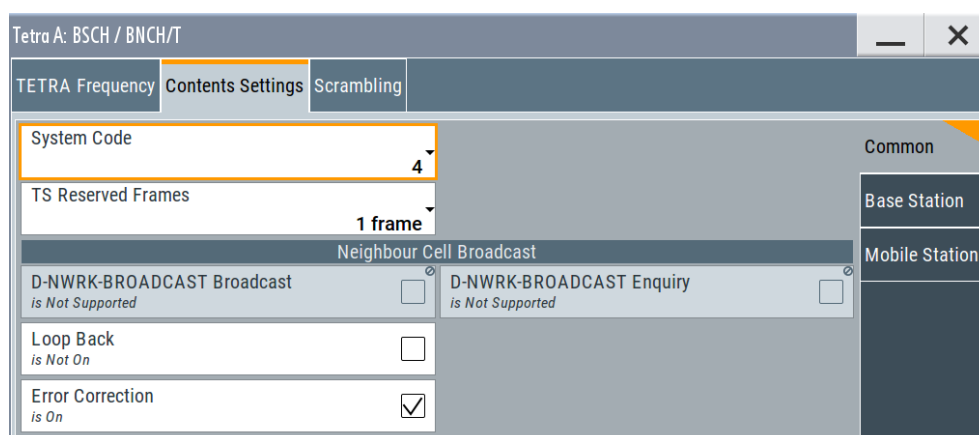 Tetra A: BSCH / BNCH/T
TETRA Frequency Contents Settings Scrambling
System Code
4
Common
TS Reserved Frames
1 frame
Base Station
Neighbour Cell Broadcast
Mobile Station
D-NWRK-BROADCAST Broadcast
is Not Supported
D-NWRK-BROADCAST Enquiry
is Not Supported
Loop Back
is Not On
Error Correction
is On